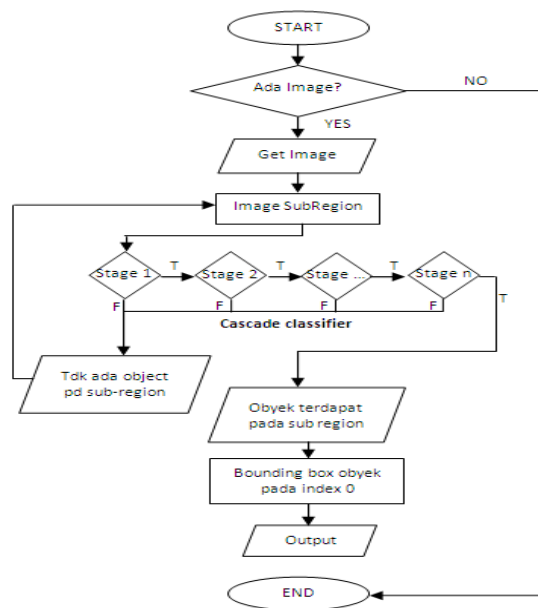 START
Ada Image?
NO
YES
Get Image
Image SubRegion
Stage 1
T
Stage 2
T
Stage ...
T
Stage n
T
F
F
F
F
Cascade classifier
Tdk ada object
pd sub-region
Obyek terdapat
pada sub region
Bounding box obyek
pada index 0
Output
END